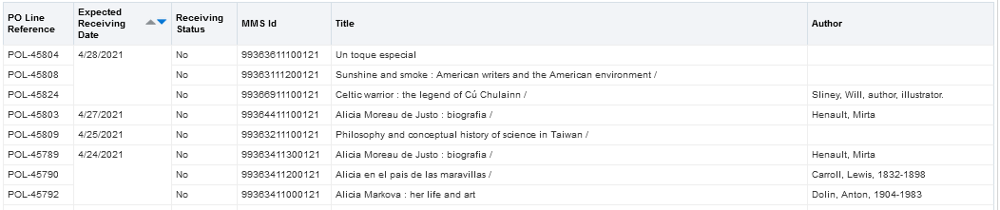 PO Line Reference Expected Receiving Date Receiving Status MMS Id Title Author
POL-45804 4/28/2021 No 99363611100121 Un toque especial
POL-45808 No 99363111200121 Sunshine and smoke : American writers and the American environment /
POL-45824 No 99366911100121 Celtic warrior : the legend of Cú Chulainn / Sliney, Will, author, illustrator.
POL-45803 4/27/2021 No 99364411100121 Alicia Moreau de Justo : biografia / Henault, Mirta
POL-45809 4/25/2021 No 99363211100121 Philosophy and conceptual history of science in Taiwan /
POL-45789 4/24/2021 No 99363411300121 Alicia Moreau de Justo : biografia / Henault, Mirta
POL-45790 No 99363411200121 Alicia en el pais de las maravillas / Carroll, Lewis, 1832-1898
POL-45792 No 99363411000121 Alicia Markova : her life and art Dolin, Anton, 1904-1983